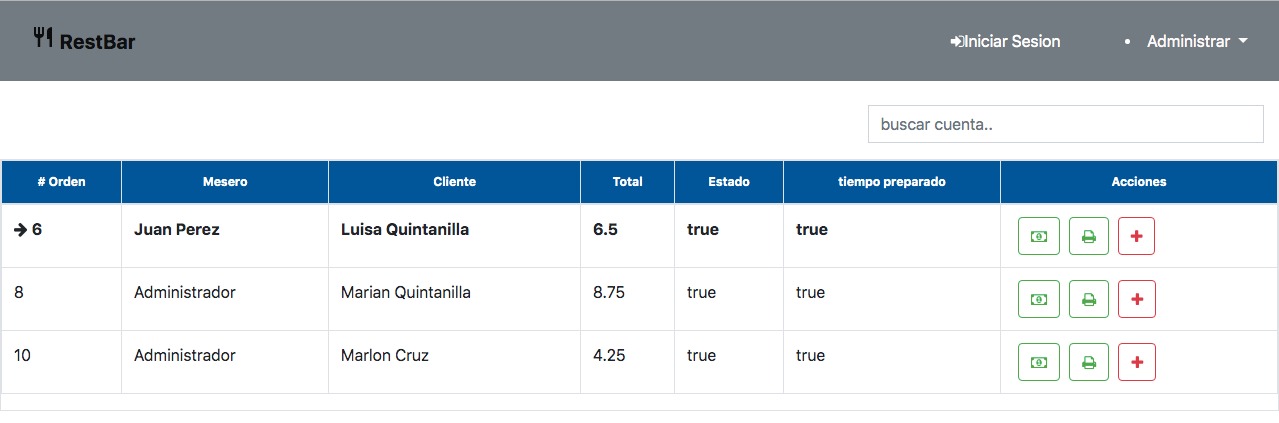 RestBar
Iniciar Sesion
Administrar
buscar cuenta..
# Orden Mesero Cliente Total Estado tiempo preparado Acciones
6 Juan Perez Luisa Quintanilla 6.5 true true
8 Administrador Marian Quintanilla 8.75 true true
10 Administrador Marlon Cruz 4.25 true true